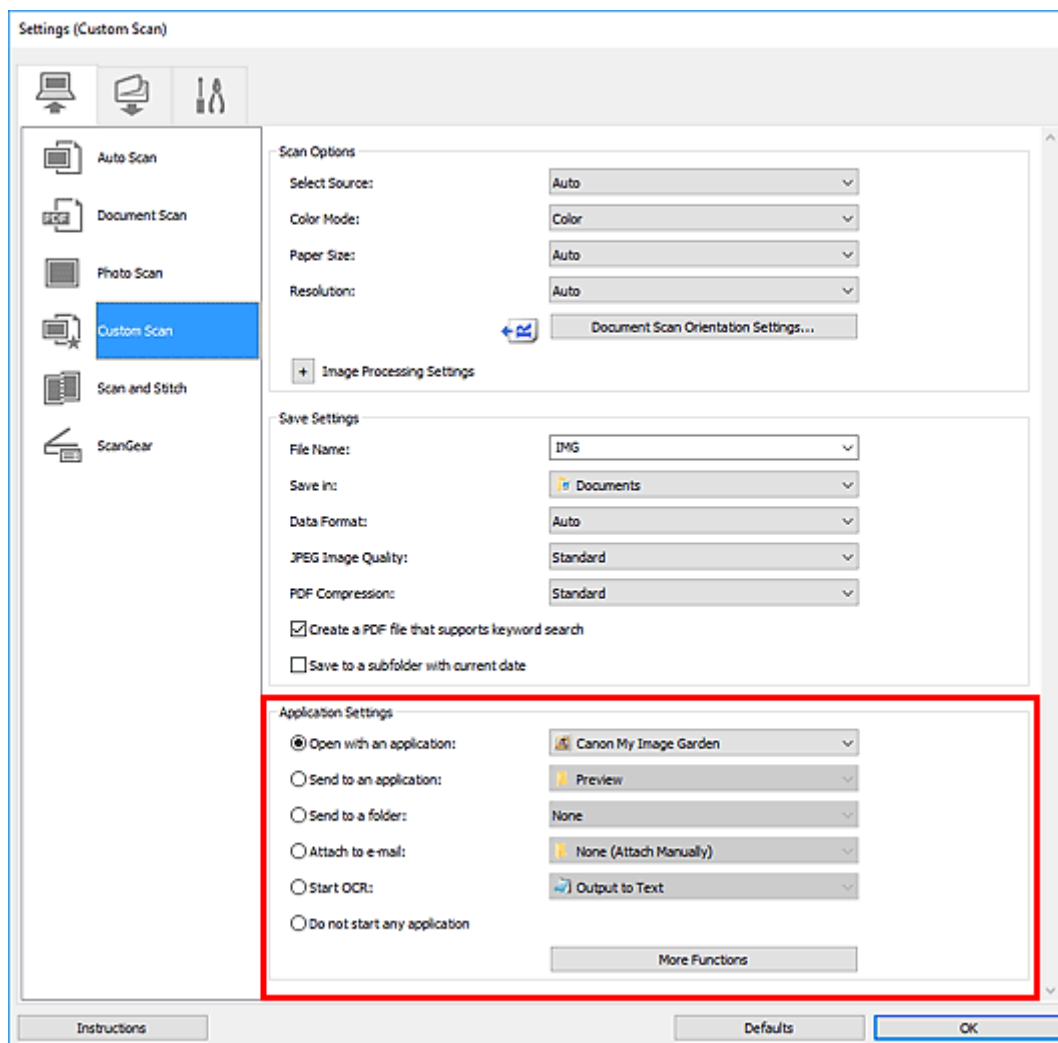 Settings (Custom Scan)
Auto Scan
Document Scan
Photo Scan
Custom Scan
Scan and Stitch
ScanGear
Scan Options
Select Source: Auto
Color Mode: Color
Paper Size: Auto
Resolution: Auto
Document Scan Orientation Settings...
+ Image Processing Settings
Save Settings
File Name: IMG
Save in: Documents
Data Format: Auto
JPEG Image Quality: Standard
PDF Compression: Standard
Create a PDF file that supports keyword search
Save to a subfolder with current date
Application Settings
Open with an application: Canon My Image Garden
Send to an application: Preview
Send to a folder: None
Attach to e-mail: None (Attach Manually)
Start OCR: Output to Text
Do not start any application
More Functions
Instructions Defaults OK